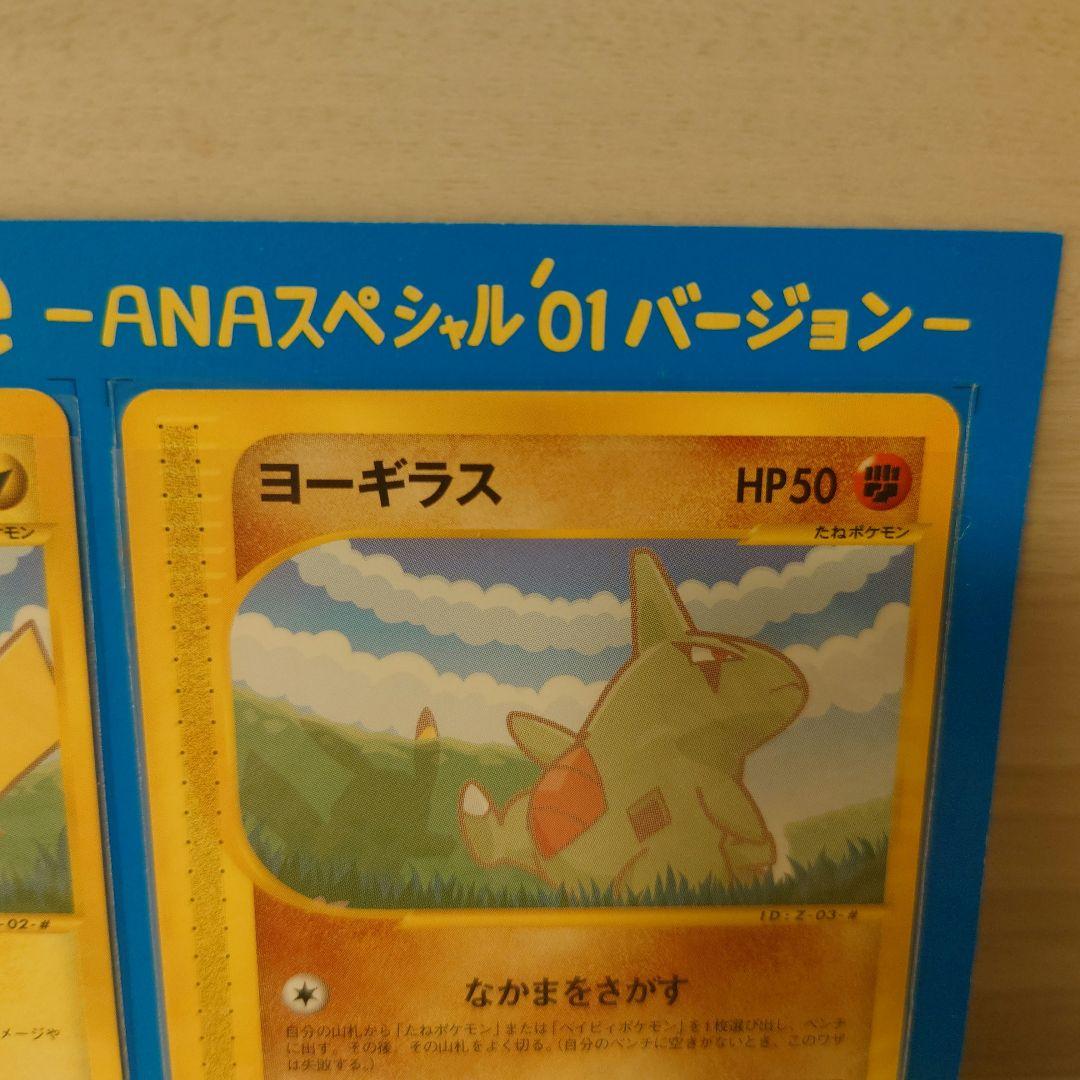 -ANAスペシャル'01バージョン-
ヨーギラス HP50
たねポケモン
ID:Z-03-#
なかまをさがす
自分の山札から「たねポケモン」または「ベイビィポケモン」を1枚選び出し、ベンチ
に出す。その後、その山札をよく切る。(自分のベンチに空きがないとき、このワザ
は失敗する。)
ケモン
-02-#
メージや